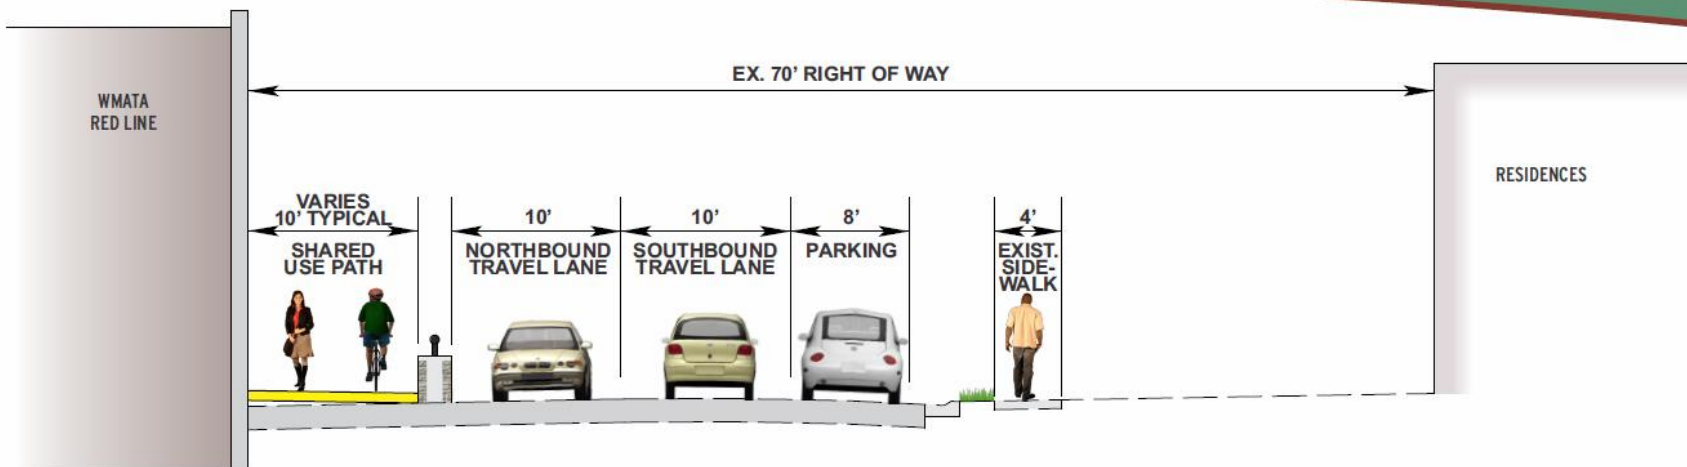 EX. 70' RIGHT OF WAY
WMATA
RED LINE
RESIDENCES
VARIES
10' TYPICAL
SHARED
USE PATH
10'
NORTHBOUND
TRAVEL LANE
10'
SOUTHBOUND
TRAVEL LANE
8'
PARKING
4'
EXIST.
SIDE-
WALK